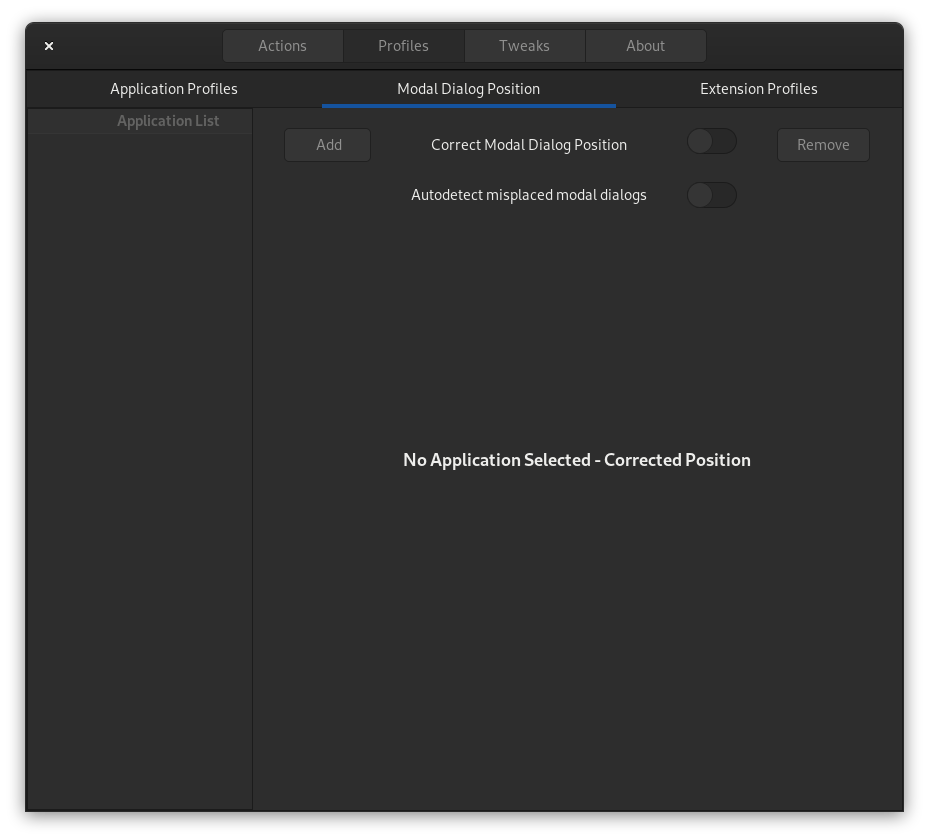 Actions Profiles Tweaks About
Application Profiles Modal Dialog Position Extension Profiles
Application List
Add Correct Modal Dialog Position Remove
Autodetect misplaced modal dialogs
No Application Selected - Corrected Position